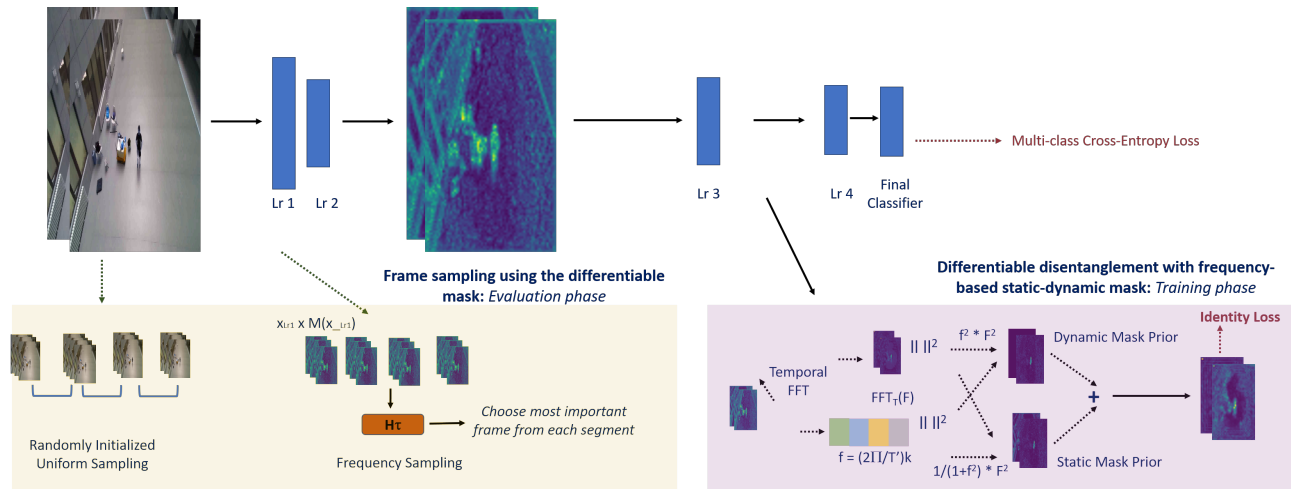 Lr 1
Lr 2
Lr 3
Lr 4
Final
Classifier
Multi-class Cross-Entropy Loss
Frame sampling using the differentiable
mask: Evaluation phase
Differentiable disentanglement with frequency-
based static-dynamic mask: Training phase
xLr1 x M(x_Lr1)
Randomly Initialized
Uniform Sampling
Hτ
Choose most important
frame from each segment
Frequency Sampling
Temporal
FFT
|| ||²
FFT_T(F)
|| ||²
f = (2Π/T')k
f² * F²
1/(1+f²) * F²
Dynamic Mask Prior
+
Static Mask Prior
Identity Loss